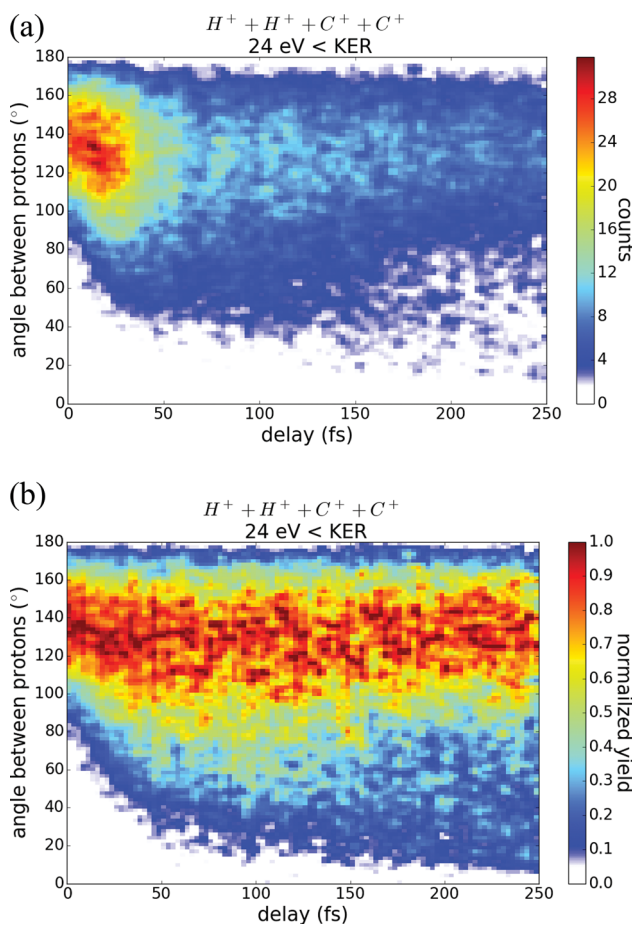 (a)
H⁺ + H⁺ + C⁺ + C⁺
24 eV < KER
180
160
140
120
100
80
60
40
20
0
angle between protons (°)
0 50 100 150 200 250
delay (fs)
28
24
20
16
12
8
4
0
counts
(b)
H⁺ + H⁺ + C⁺ + C⁺
24 eV < KER
180
160
140
120
100
80
60
40
20
0
angle between protons (°)
0 50 100 150 200 250
delay (fs)
1.0
0.9
0.8
0.7
0.6
0.5
0.4
0.3
0.2
0.1
0.0
normalized yield